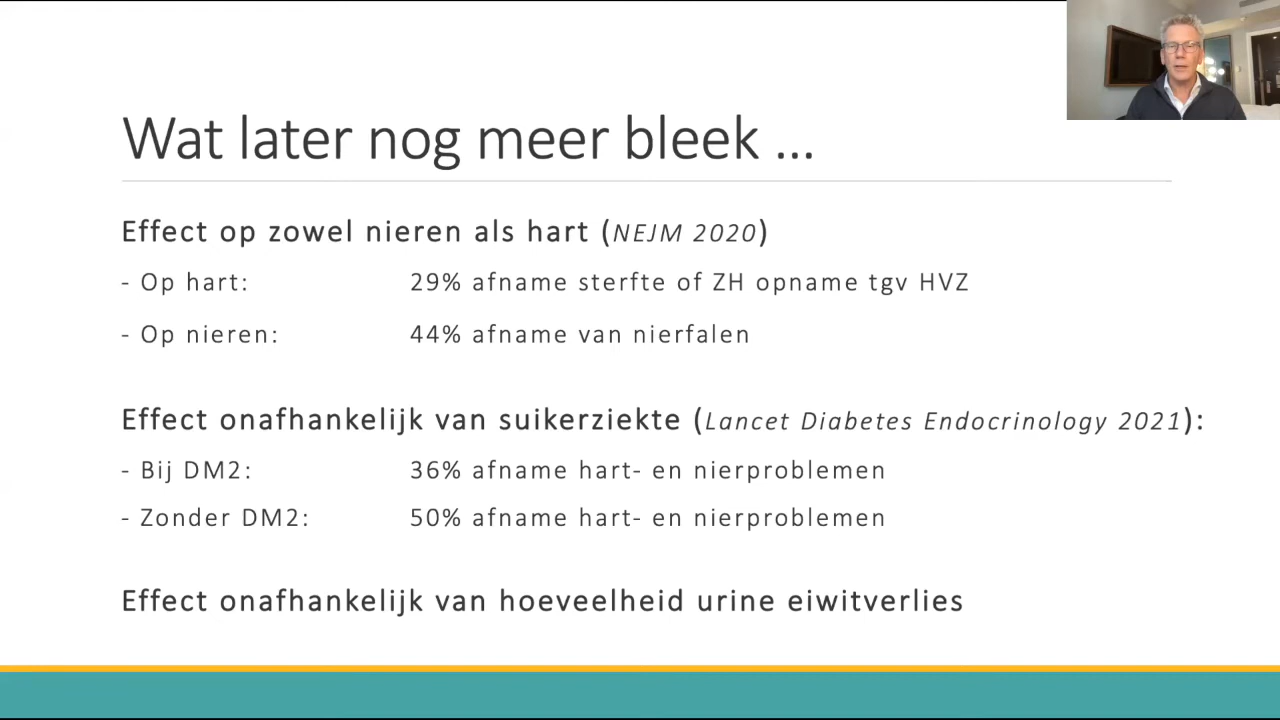 Wat later nog meer bleek ...
Effect op zowel nieren als hart (NEJM 2020)
- Op hart: 29% afname sterfte of ZH opname tgv HVZ
- Op nieren: 44% afname van nierfalen
Effect onafhankelijk van suikerziekte (Lancet Diabetes Endocrinology 2021):
- Bij DM2: 36% afname hart- en nierproblemen
- Zonder DM2: 50% afname hart- en nierproblemen
Effect onafhankelijk van hoeveelheid urine eiwitverlies